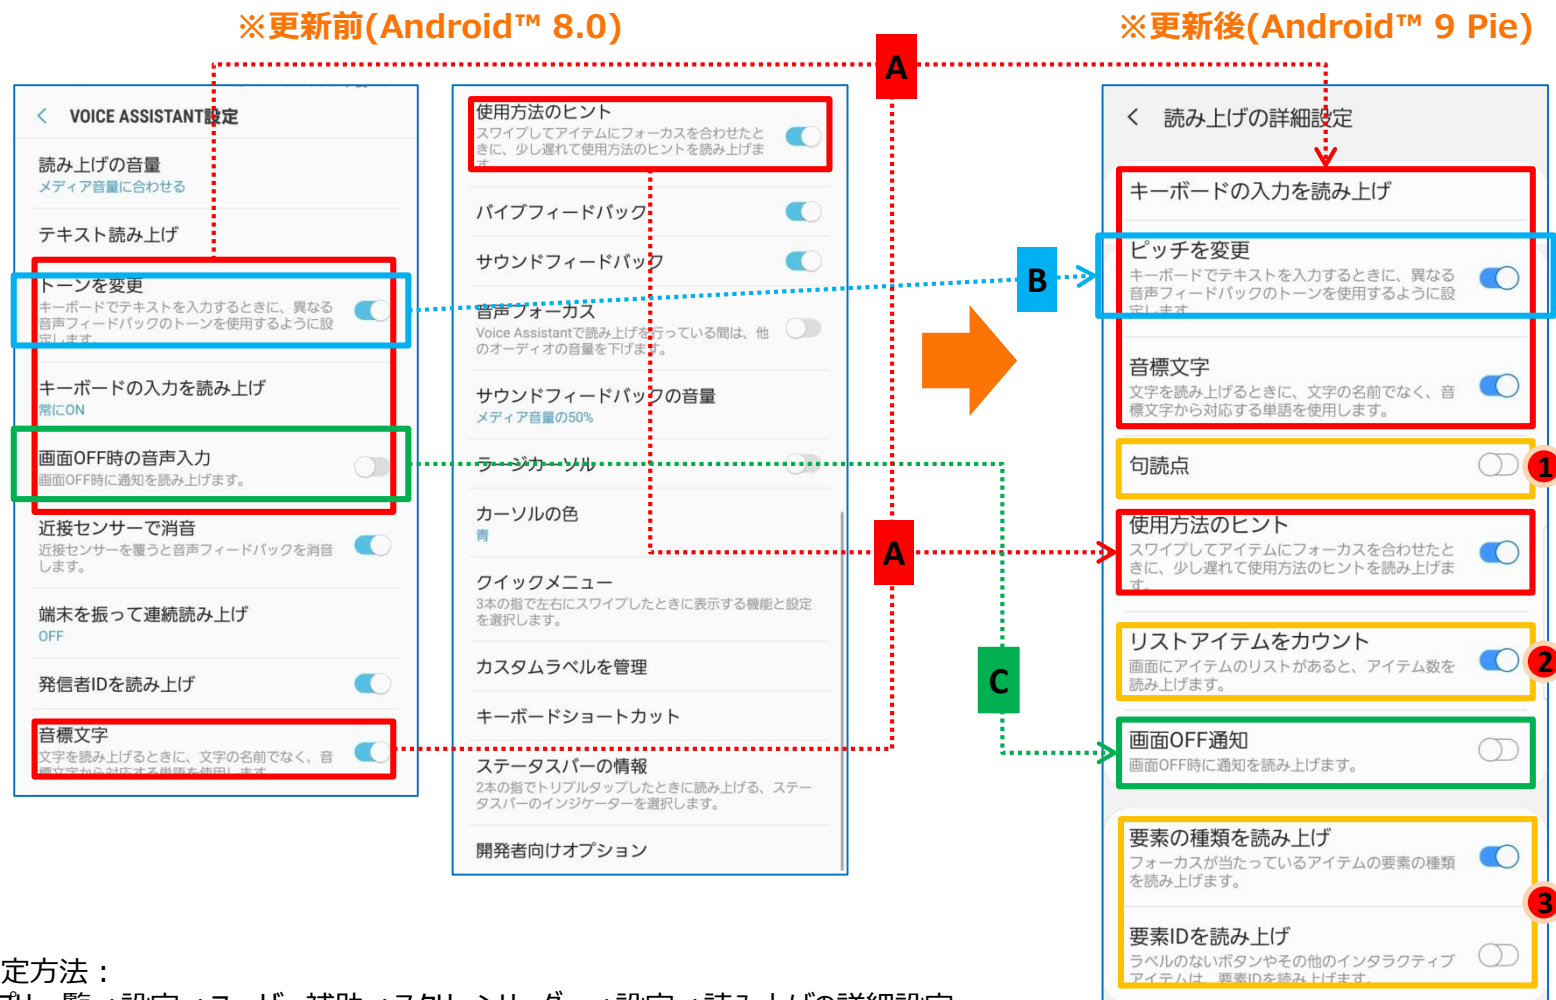 ※更新前(Android™ 8.0)
※更新後(Android™ 9 Pie)
A
VOICE ASSISTANT設定
読み上げの音量
メディア音量に合わせる
テキスト読み上げ
トーンを変更
キーボードでテキストを入力するときに、異なる
音声フィードバックのトーンを使用するように設
定します。
キーボードの入力を読み上げ
常にON
画面OFF時の音声入力
画面OFF時に通知を読み上げます。
近接センサーで消音
近接センサーを覆うと音声フィードバックを消音
します。
端末を振って連続読み上げ
OFF
発信者IDを読み上げ
音標文字
文字を読み上げるときに、文字の名前でなく、音
標文字から対応する単語を使用します。
使用方法のヒント
スワイプしてアイテムにフォーカスを合わせたと
きに、少し遅れて使用方法のヒントを読み上げま
す。
バイブフィードバック
サウンドフィードバック
音声フォーカス
Voice Assistantで読み上げを行っている間は、他
のオーディオの音量を下げます。
サウンドフィードバックの音量
メディア音量の50%
ラージカーソル
カーソルの色
青
クイックメニュー
3本の指で左右にスワイプしたときに表示する機能と設定
を選択します。
カスタムラベルを管理
キーボードショートカット
ステータスバーの情報
2本の指でトリプルタップしたときに読み上げる、ステー
タスバーのインジケーターを選択します。
開発者向けオプション
B
A
C
読み上げの詳細設定
キーボードの入力を読み上げ
ピッチを変更
キーボードでテキストを入力するときに、異なる
音声フィードバックのトーンを使用するように設
定します
音標文字
文字を読み上げるときに、文字の名前でなく、音
標文字から対応する単語を使用します。
句読点
1
使用方法のヒント
スワイプしてアイテムにフォーカスを合わせたと
きに、少し遅れて使用方法のヒントを読み上げま
す。
リストアイテムをカウント
画面にアイテムのリストがあると、アイテム数を
読み上げます。
2
画面OFF通知
画面OFF時に通知を読み上げます。
要素の種類を読み上げ
フォーカスが当たっているアイテムの要素の種類
を読み上げます。
3
要素IDを読み上げ
ラベルのないボタンやその他のインタラクティブ
アイテムは、要素IDを読み上げます。
定方法：